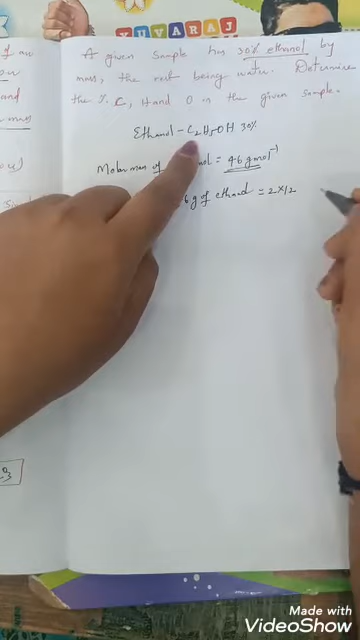 YUVARAJ
A given sample has 30% ethanol by
mass, the rest being water. Determine
the % C, H and O in the given sample.
Ethanol - C₂H₅OH 30%
Molar mass of ethanol = 46 g mol⁻¹
6 g of ethanol = 2×12
Made with
VideoShow